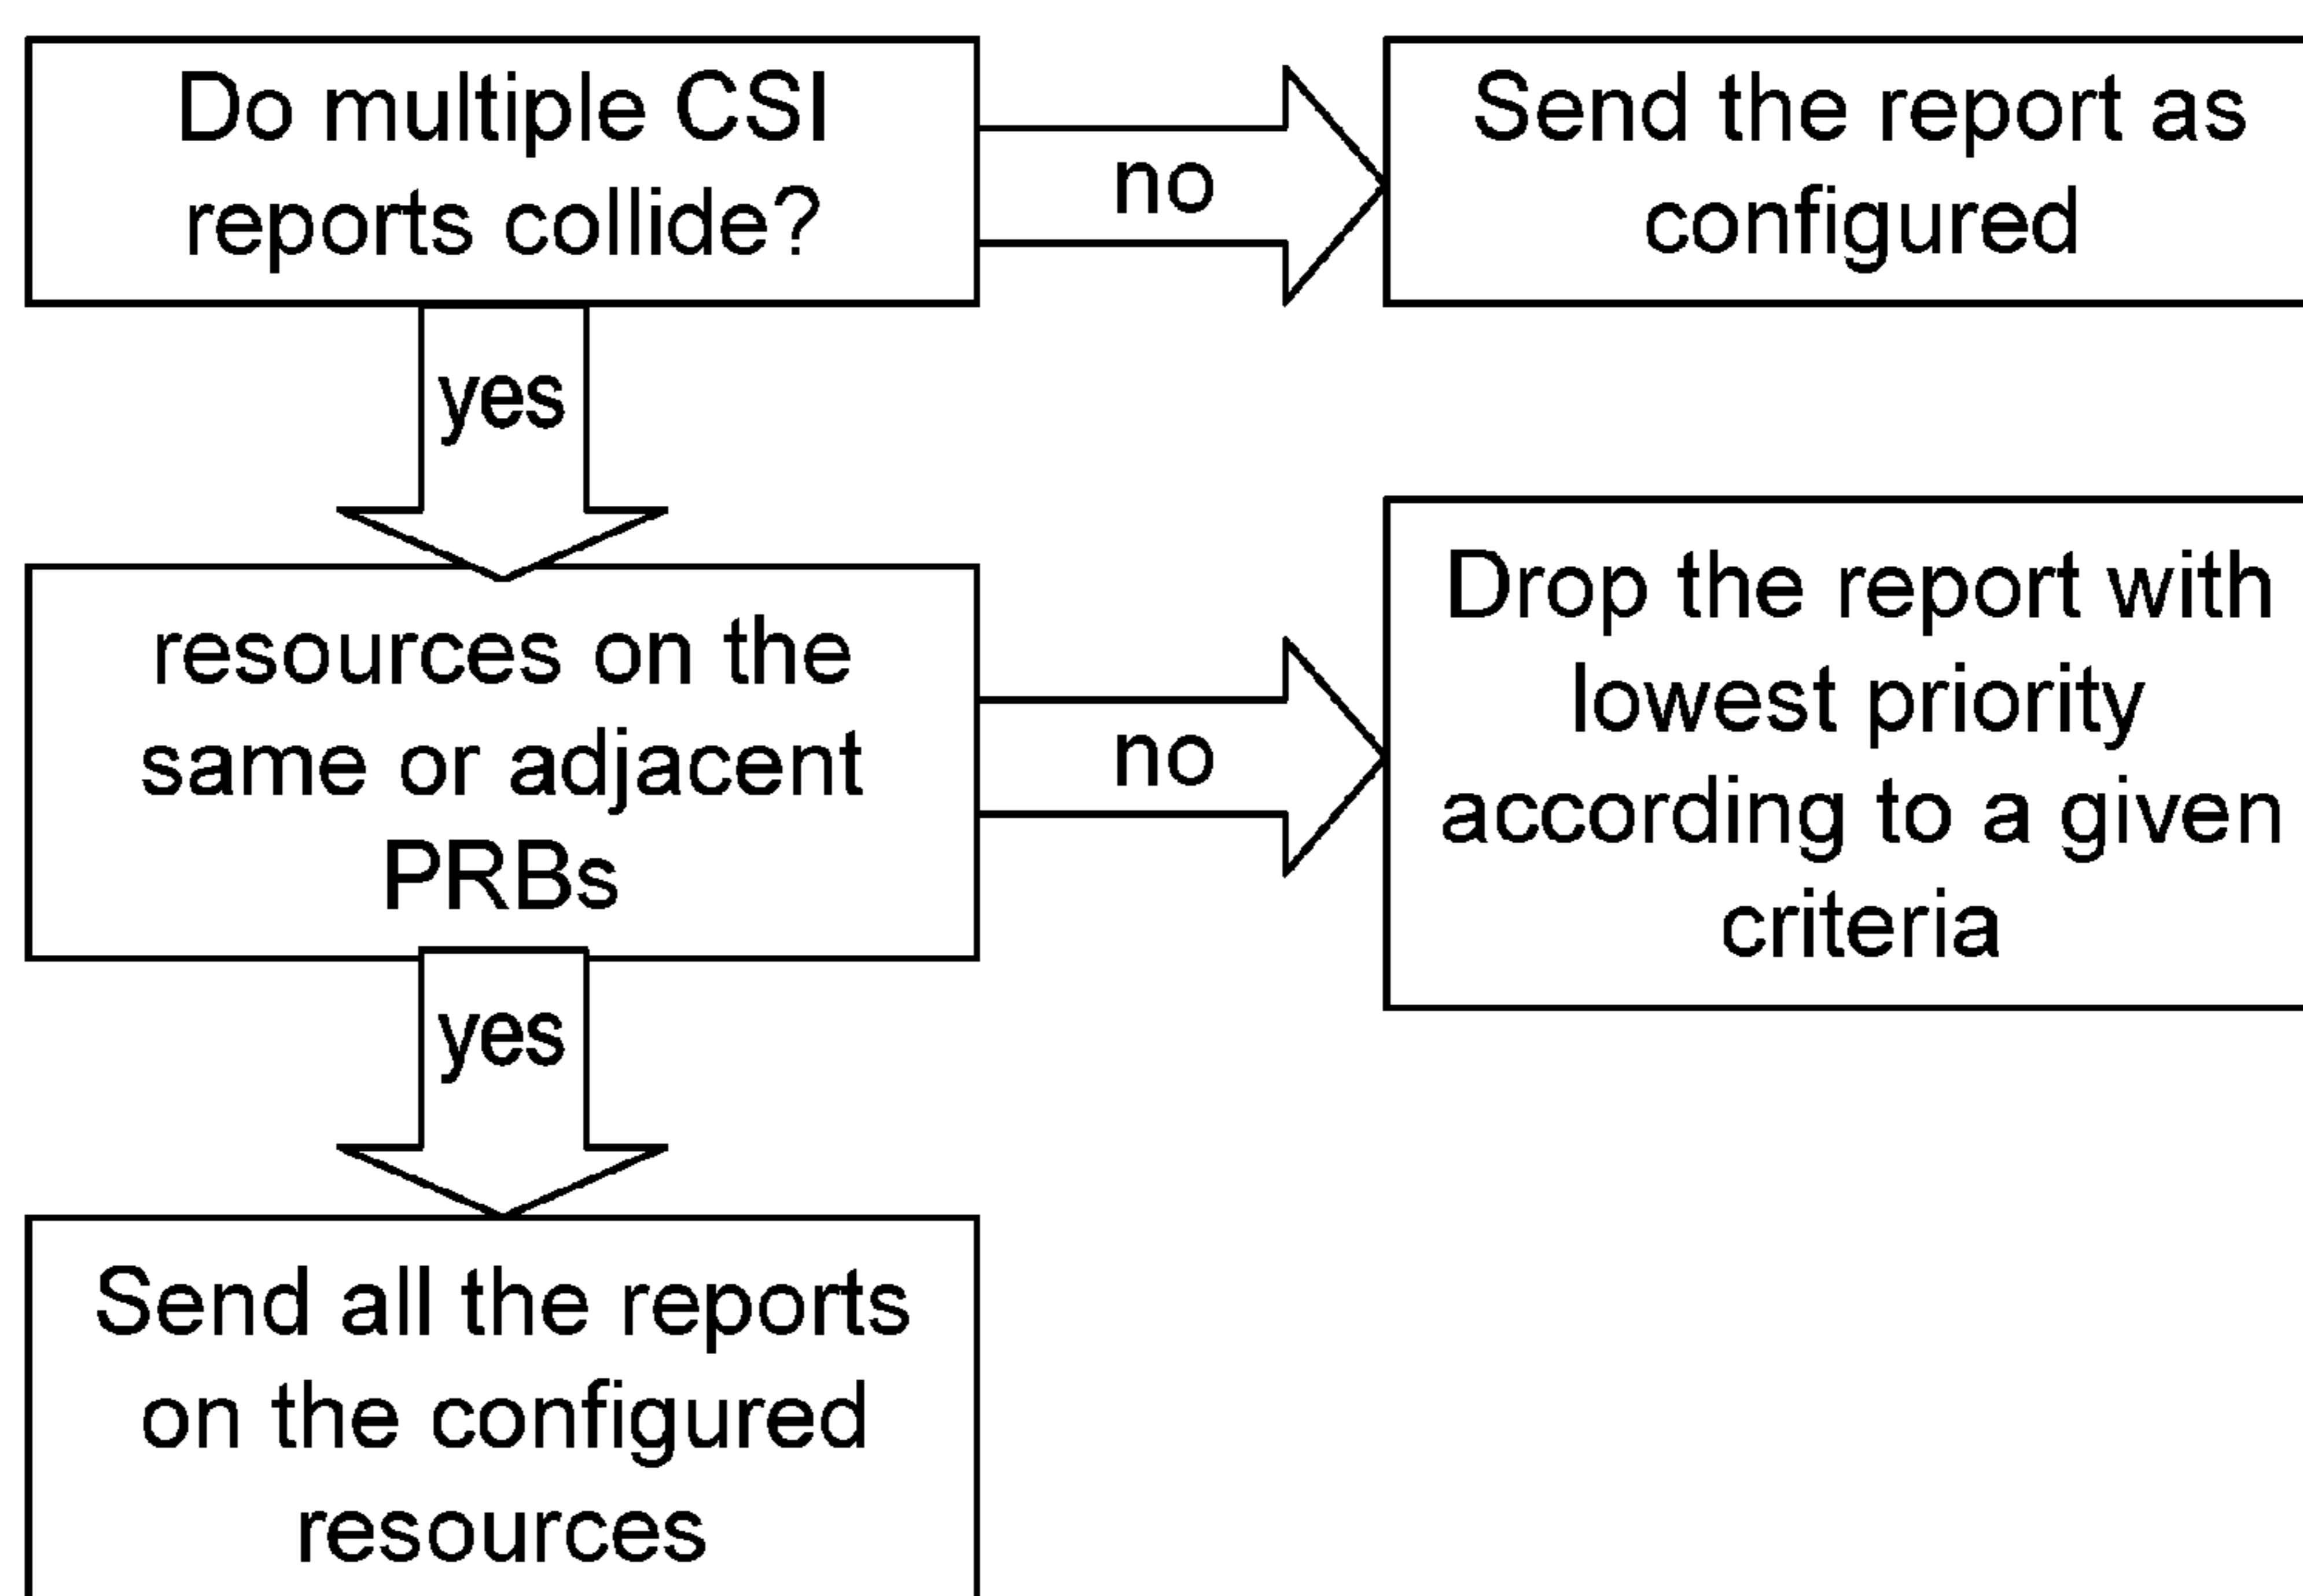 Do multiple CSI
reports collide?
no
Send the report as
configured
yes
resources on the
same or adjacent
PRBs
no
Drop the report with
lowest priority
according to a given
criteria
yes
Send all the reports
on the configured
resources